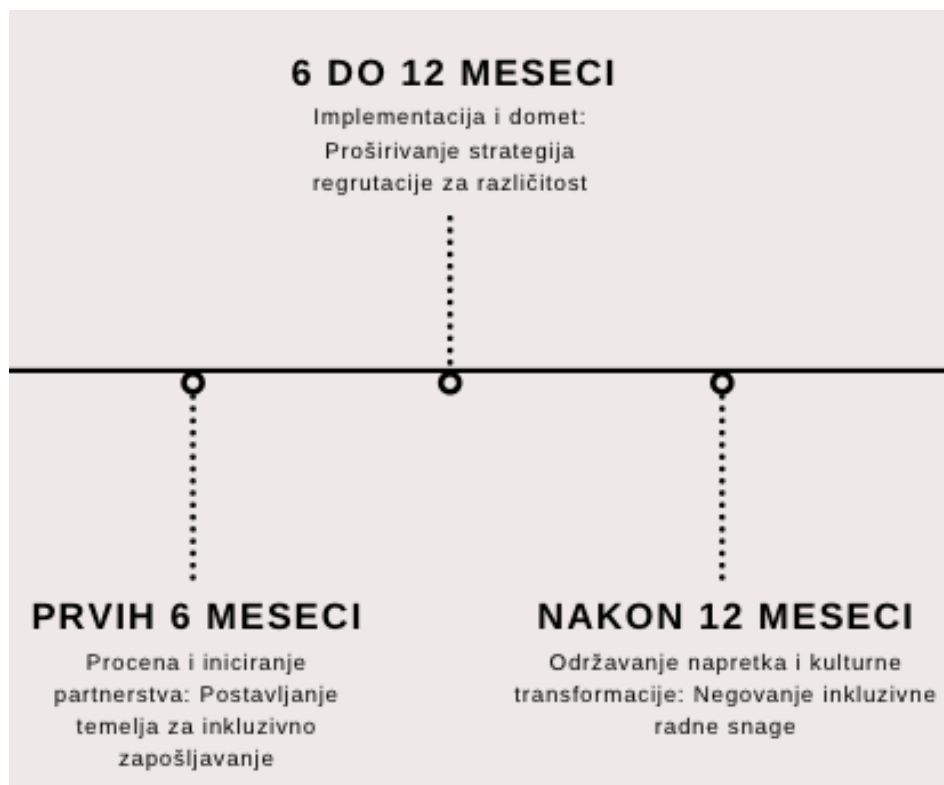 6 DO 12 MESECI
Implementacija i domet:
Proširivanje strategija
regrutacije za različitost
PRVIH 6 MESECI
Procena i iniciranje
partnerstva: Postavljanje
temelja za inkluzivno
zapošljavanje
NAKON 12 MESECI
Održavanje napretka i kulturne
transformacije: Negovanje inkluzivne
radne snage